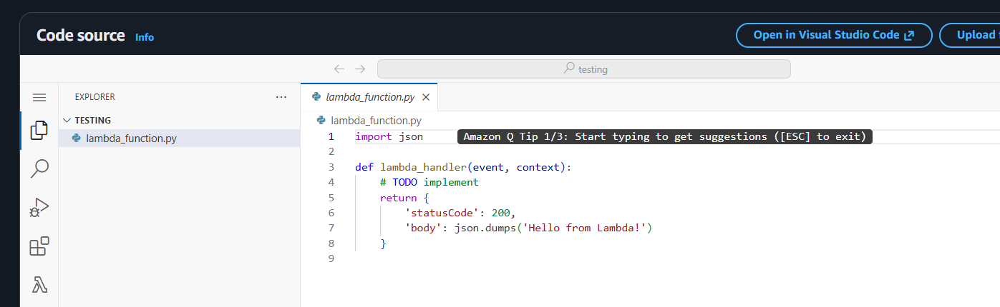 Code source Info
Open in Visual Studio Code
Upload
testing
EXPLORER
TESTING
lambda_function.py
lambda_function.py
lambda_function.py
1 import json Amazon Q Tip 1/3: Start typing to get suggestions ([ESC] to exit)
2
3 def lambda_handler(event, context):
4     # TODO implement
5     return {
6         'statusCode': 200,
7         'body': json.dumps('Hello from Lambda!')
8     }
9